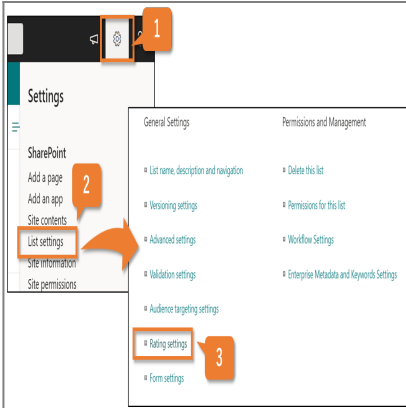 1
Settings
SharePoint
Add a page
Add an app
2
Site contents
List settings
Site information
Site permissions
General Settings
List name, description and navigation
Versioning settings
Advanced settings
Validation settings
Audience targeting settings
Rating settings
3
Form settings
Permissions and Management
Delete this list
Permissions for this list
Workflow Settings
Enterprise Metadata and Keywords Settings